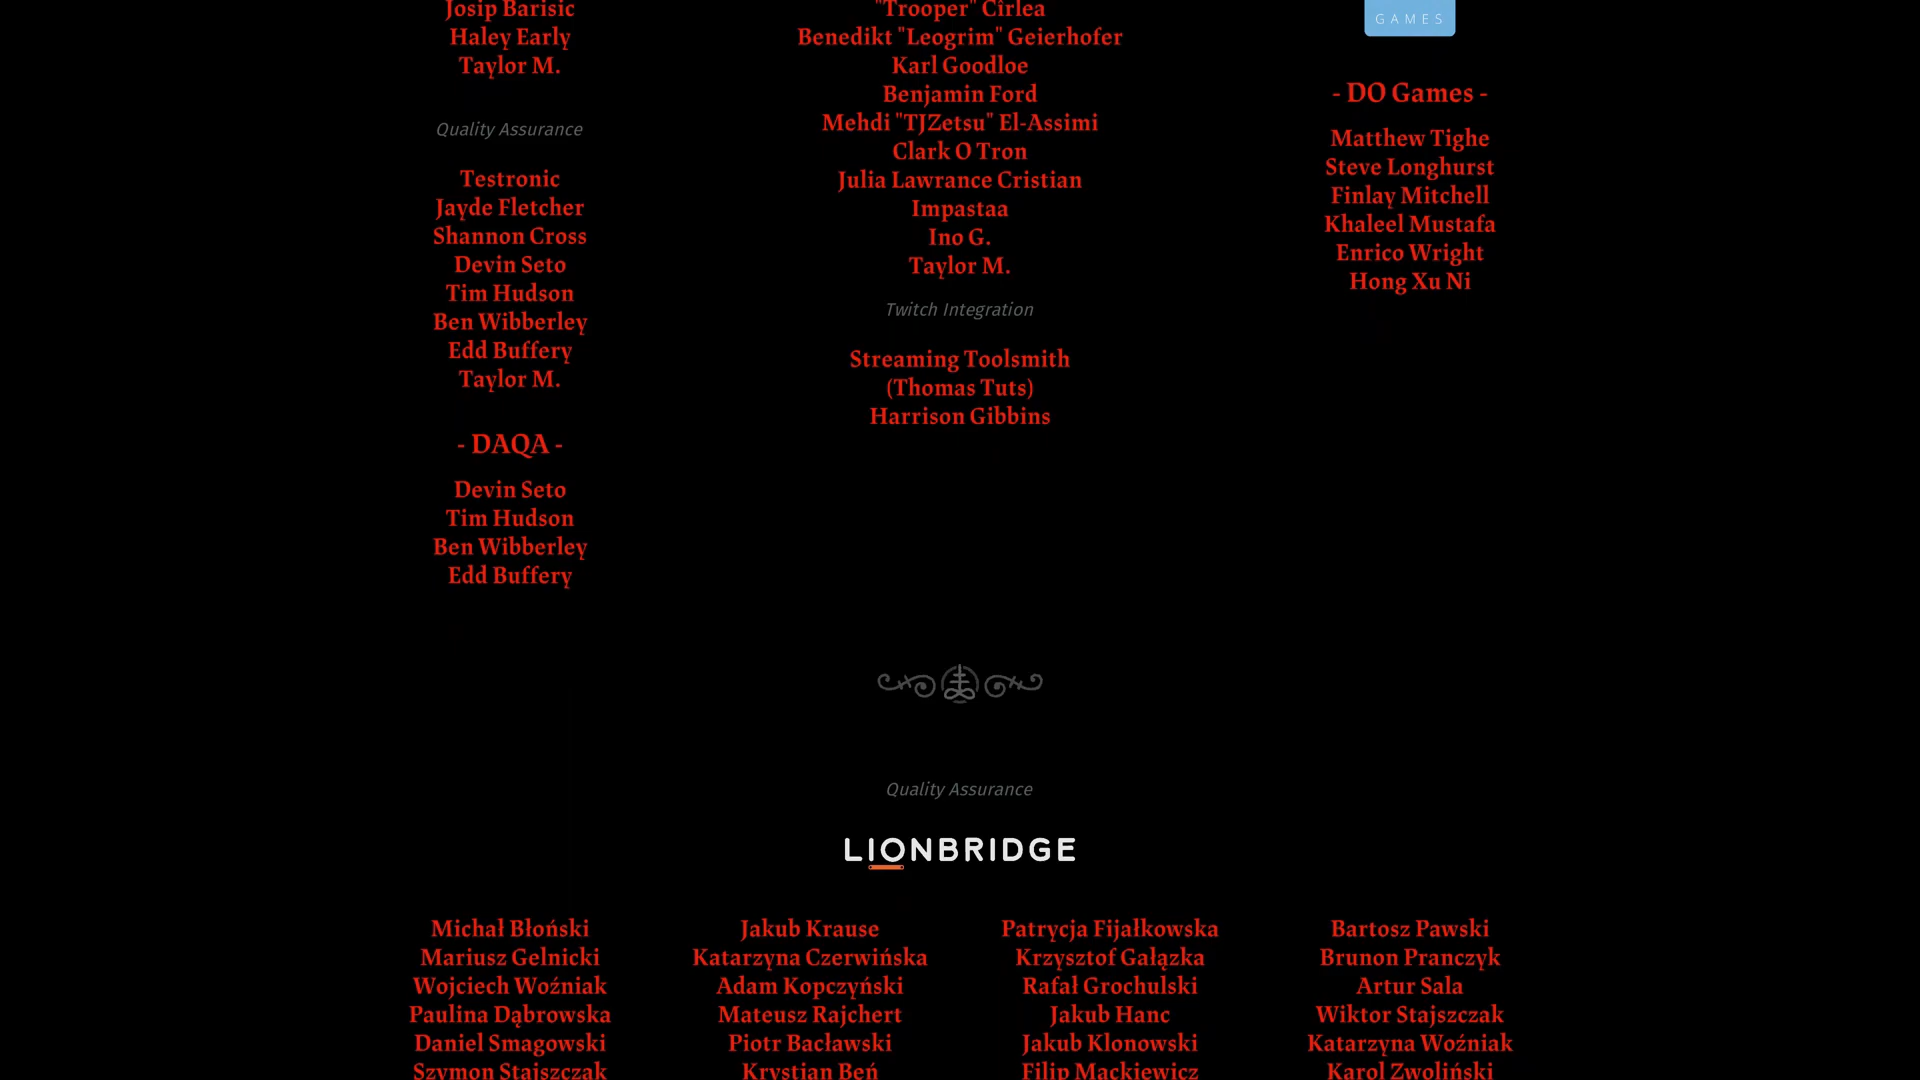 Josip Barisic
Haley Early
Taylor M.
Quality Assurance
Testronic
Jayde Fletcher
Shannon Cross
Devin Seto
Tim Hudson
Ben Wibberley
Edd Buffery
Taylor M.
- DAQA -
Devin Seto
Tim Hudson
Ben Wibberley
Edd Buffery
"Trooper" Cîrlea
Benedikt "Leogrim" Geierhofer
Karl Goodloe
Benjamin Ford
Mehdi "TJZetsu" El-Assimi
Clark O Tron
Julia Lawrance Cristian
Impastaa
Ino G.
Taylor M.
Twitch Integration
Streaming Toolsmith
(Thomas Tuts)
Harrison Gibbins
GAMES
- DO Games -
Matthew Tighe
Steve Longhurst
Finlay Mitchell
Khaleel Mustafa
Enrico Wright
Hong Xu Ni
Quality Assurance
LIONBRIDGE
Michał Błoński
Mariusz Gelnicki
Wojciech Woźniak
Paulina Dąbrowska
Daniel Smagowski
Szymon Stajszczak
Jakub Krause
Katarzyna Czerwińska
Adam Kopczyński
Mateusz Rajchert
Piotr Bacławski
Krystian Beń
Patrycja Fijałkowska
Krzysztof Gałązka
Rafał Grochulski
Jakub Hanc
Jakub Klonowski
Filip Mackiewicz
Bartosz Pawski
Brunon Pranczyk
Artur Sala
Wiktor Stajszczak
Katarzyna Woźniak
Karol Zwoliński